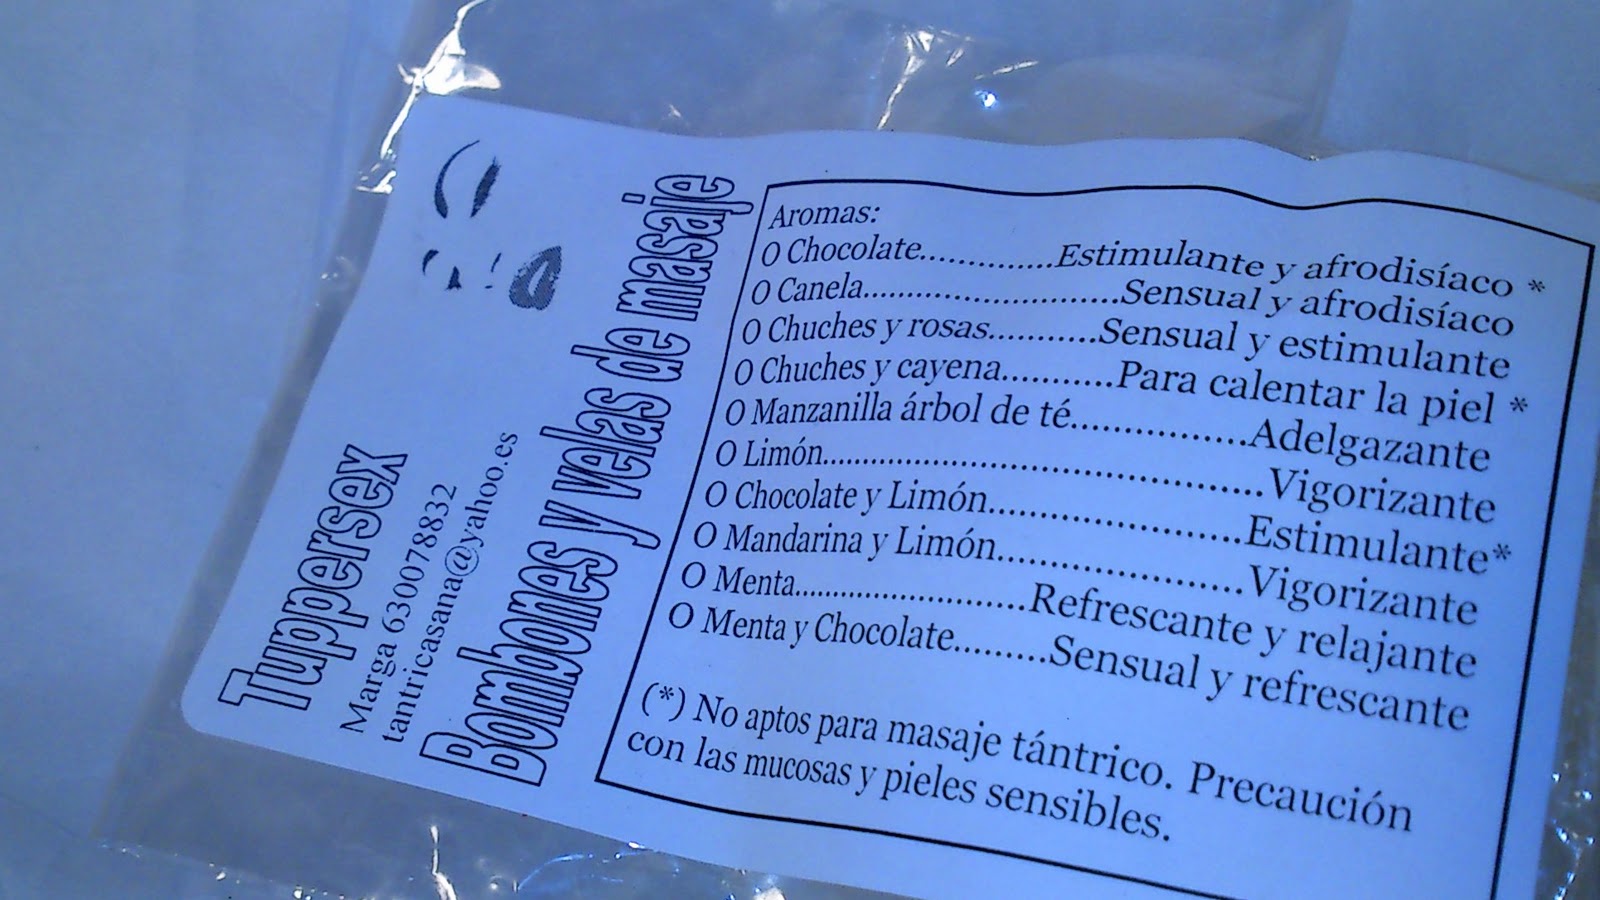 Tuppersex
Marga 630078832
tantricasana@yahoo.es
Bombones y velas de masaje
Aromas:
O Chocolate..............Estimulante y afrodisíaco *
O Canela...........................Sensual y afrodisíaco
O Chuches y rosas...........Sensual y estimulante
O Chuches y cayena...........Para calentar la piel *
O Manzanilla árbol de té.................Adelgazante
O Limón..............................................Vigorizante
O Chocolate y Limón..........................Estimulante*
O Mandarina y Limón.........................Vigorizante
O Menta.........................Refrescante y relajante
O Menta y Chocolate.........Sensual y refrescante
(*) No aptos para masaje tántrico. Precaución
con las mucosas y pieles sensibles.